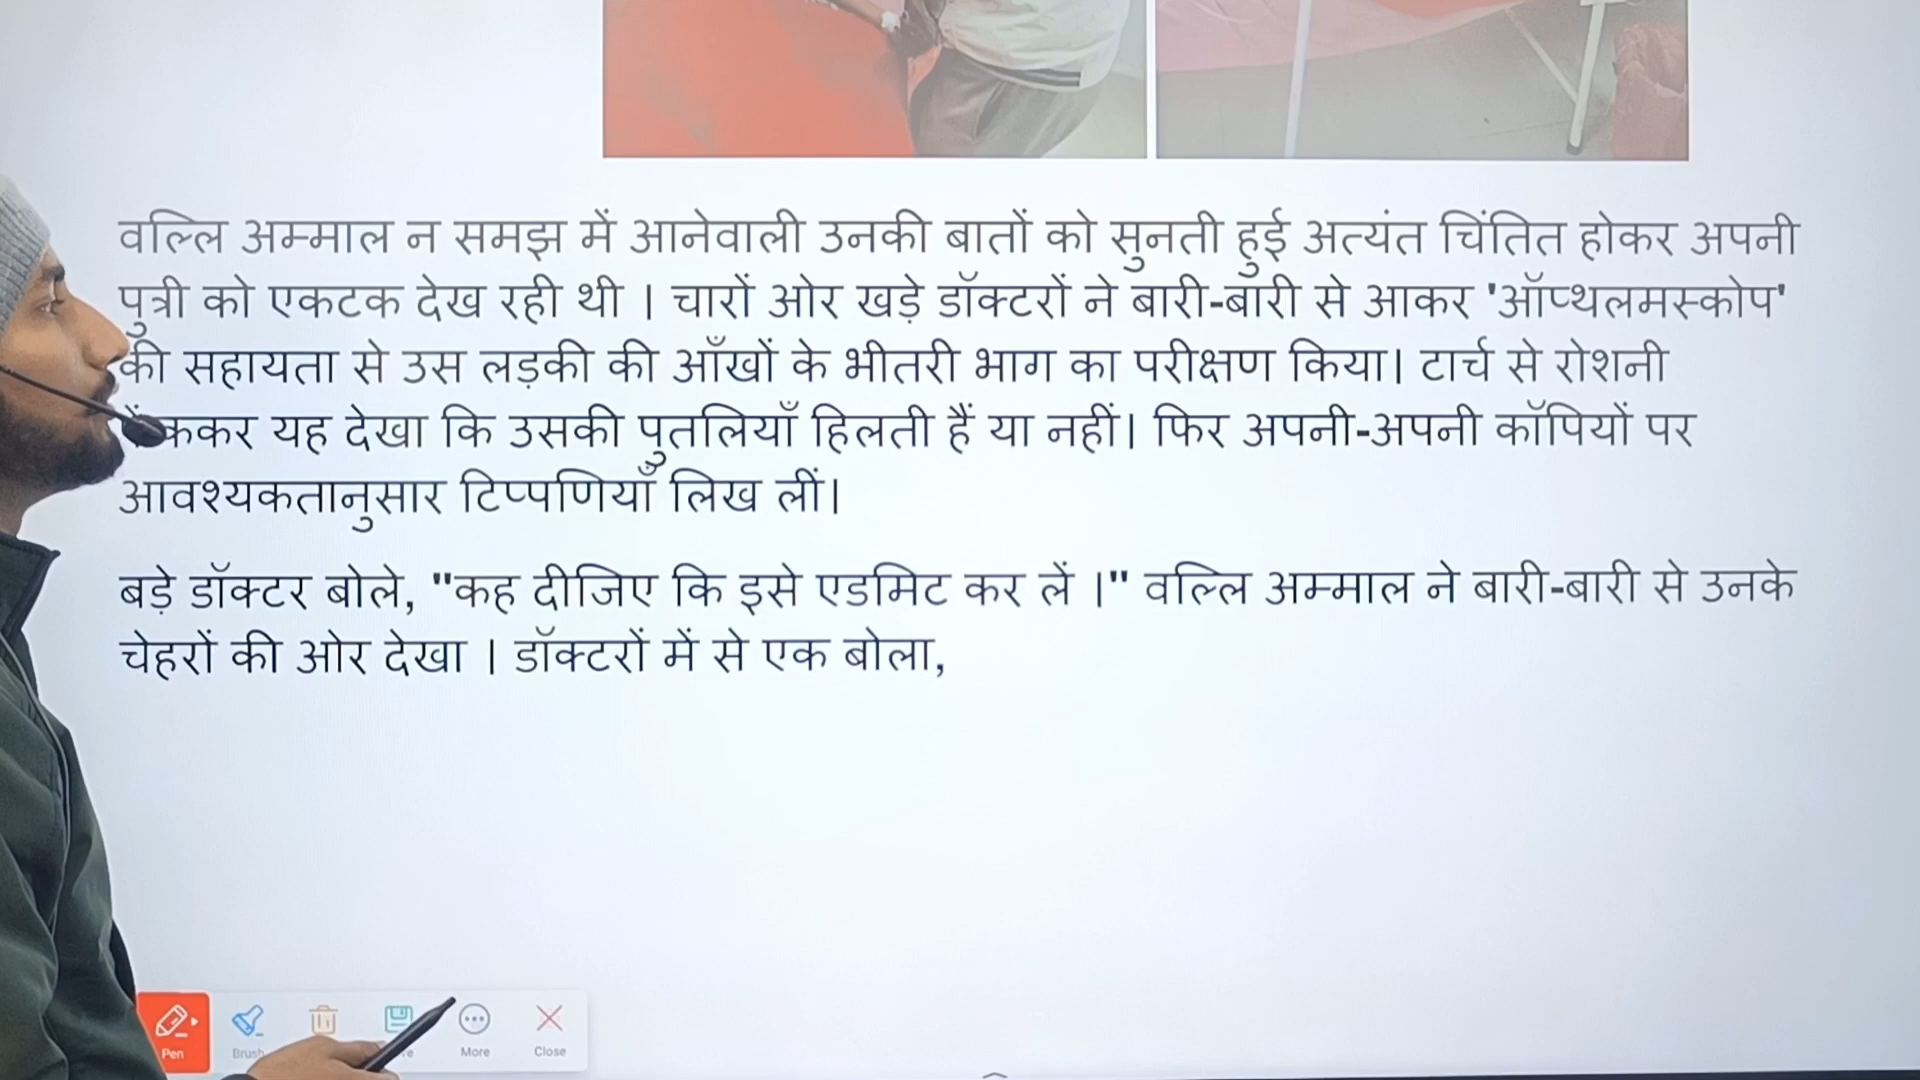 वल्लि अम्माल न समझ में आनेवाली उनकी बातों को सुनती हुई अत्यंत चिंतित होकर अपनी
पुत्री को एकटक देख रही थी । चारों ओर खड़े डॉक्टरों ने बारी-बारी से आकर 'ऑप्थलमस्कोप'
की सहायता से उस लड़की की आँखों के भीतरी भाग का परीक्षण किया। टार्च से रोशनी
यह देखा कि उसकी पुतलियाँ हिलती हैं या नहीं। फिर अपनी-अपनी कॉपियों पर
आवश्यकतानुसार टिप्पणियाँ लिख लीं।
बड़े डॉक्टर बोले, "कह दीजिए कि इसे एडमिट कर लें ।" वल्लि अम्माल ने बारी-बारी से उनके
चेहरों की ओर देखा । डॉक्टरों में से एक बोला,
Pen Brush More Close